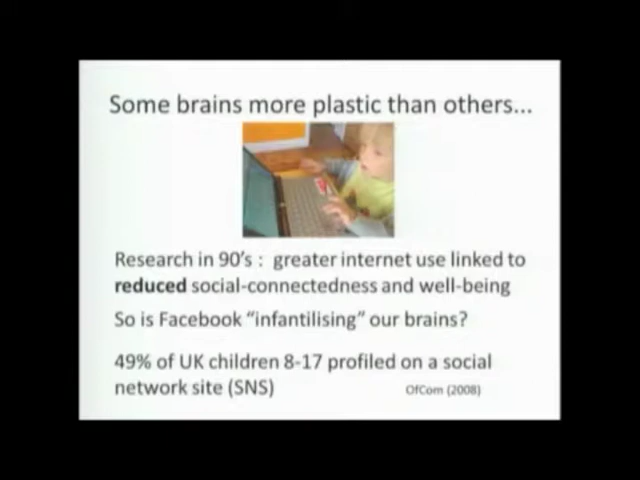 Some brains more plastic than others...
Research in 90's : greater internet use linked to
reduced social-connectedness and well-being
So is Facebook "infantilising" our brains?
49% of UK children 8-17 profiled on a social
network site (SNS)
OfCom (2008)